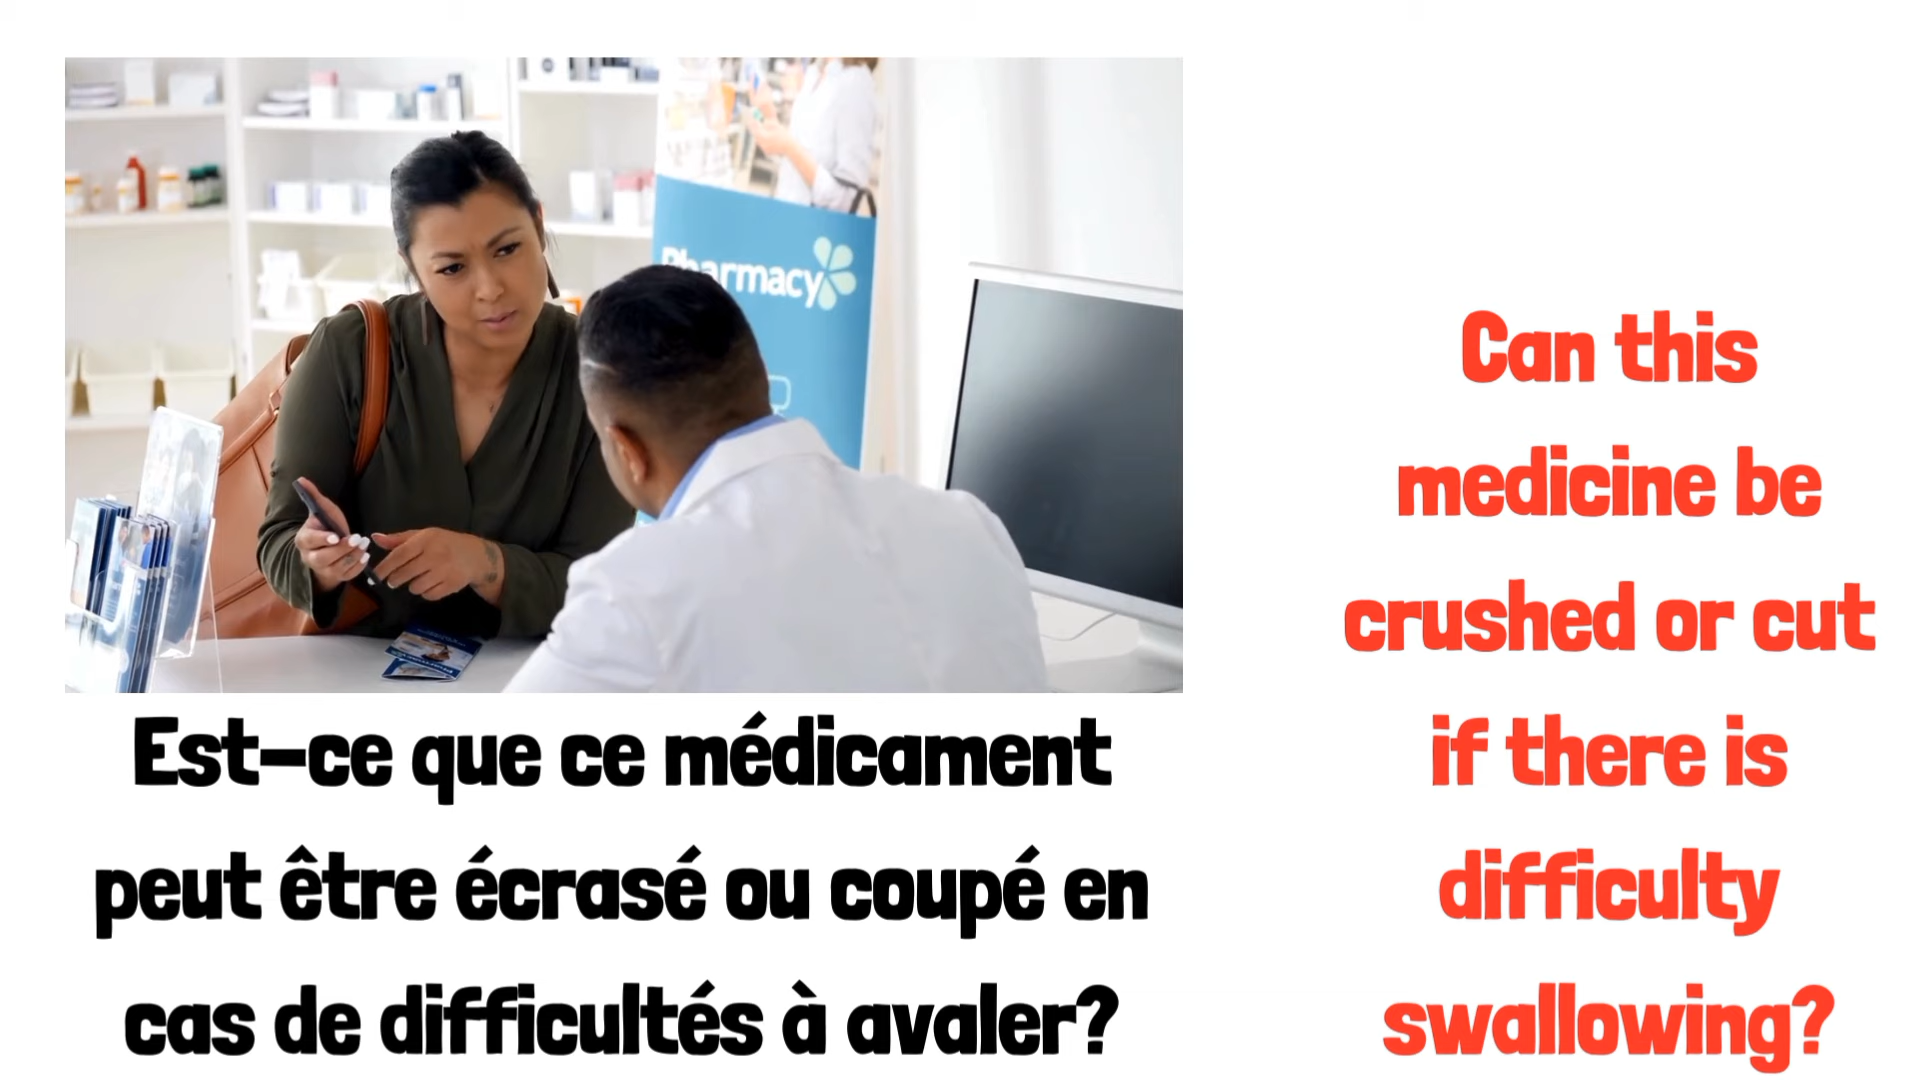 Pharmacy
Est-ce que ce médicament
peut être écrasé ou coupé en
cas de difficultés à avaler?
Can this
medicine be
crushed or cut
if there is
difficulty
swallowing?